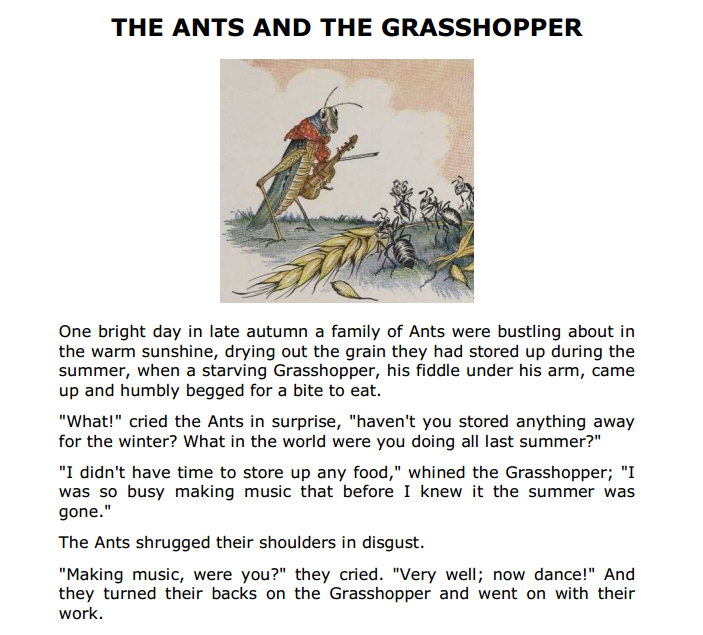 THE ANTS AND THE GRASSHOPPER
One bright day in late autumn a family of Ants were bustling about in
the warm sunshine, drying out the grain they had stored up during the
summer, when a starving Grasshopper, his fiddle under his arm, came
up and humbly begged for a bite to eat.
"What!" cried the Ants in surprise, "haven't you stored anything away
for the winter? What in the world were you doing all last summer?"
"I didn't have time to store up any food," whined the Grasshopper; "I
was so busy making music that before I knew it the summer was
gone."
The Ants shrugged their shoulders in disgust.
"Making music, were you?" they cried. "Very well; now dance!" And
they turned their backs on the Grasshopper and went on with their
work.